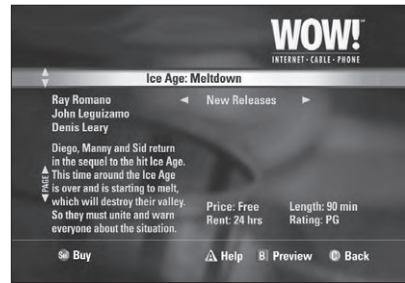 WOW!
INTERNET · CABLE · PHONE
Ice Age: Meltdown
Ray Romano
John Leguizamo
Denis Leary
New Releases
Diego, Manny and Sid return
in the sequel to the hit Ice Age.
This time around the Ice Age
is over and is starting to melt,
which will destroy their valley.
So they must unite and warn
everyone about the situation.
PAGE
Price: Free
Length: 90 min
Rent: 24 hrs
Rating: PG
Sel Buy
A Help
B Preview
C Back